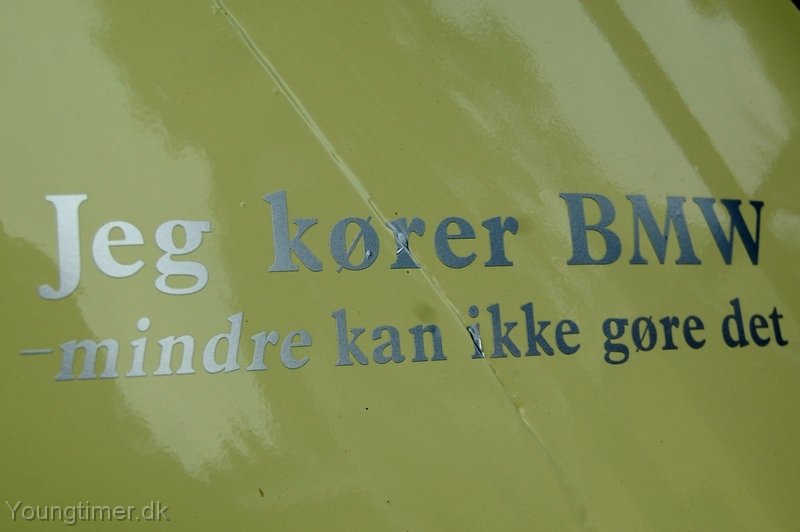 Jeg kører BMW
-mindre kan ikke gøre det
Youngtimer.dk